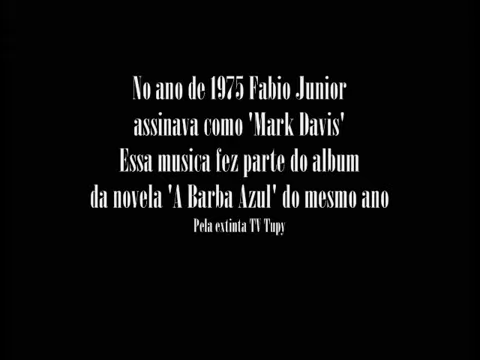 No ano de 1975 Fabio Junior
assinava como 'Mark Davis'
Essa musica fez parte do album
da novela 'A Barba Azul' do mesmo ano
Pela extinta TV Tupy